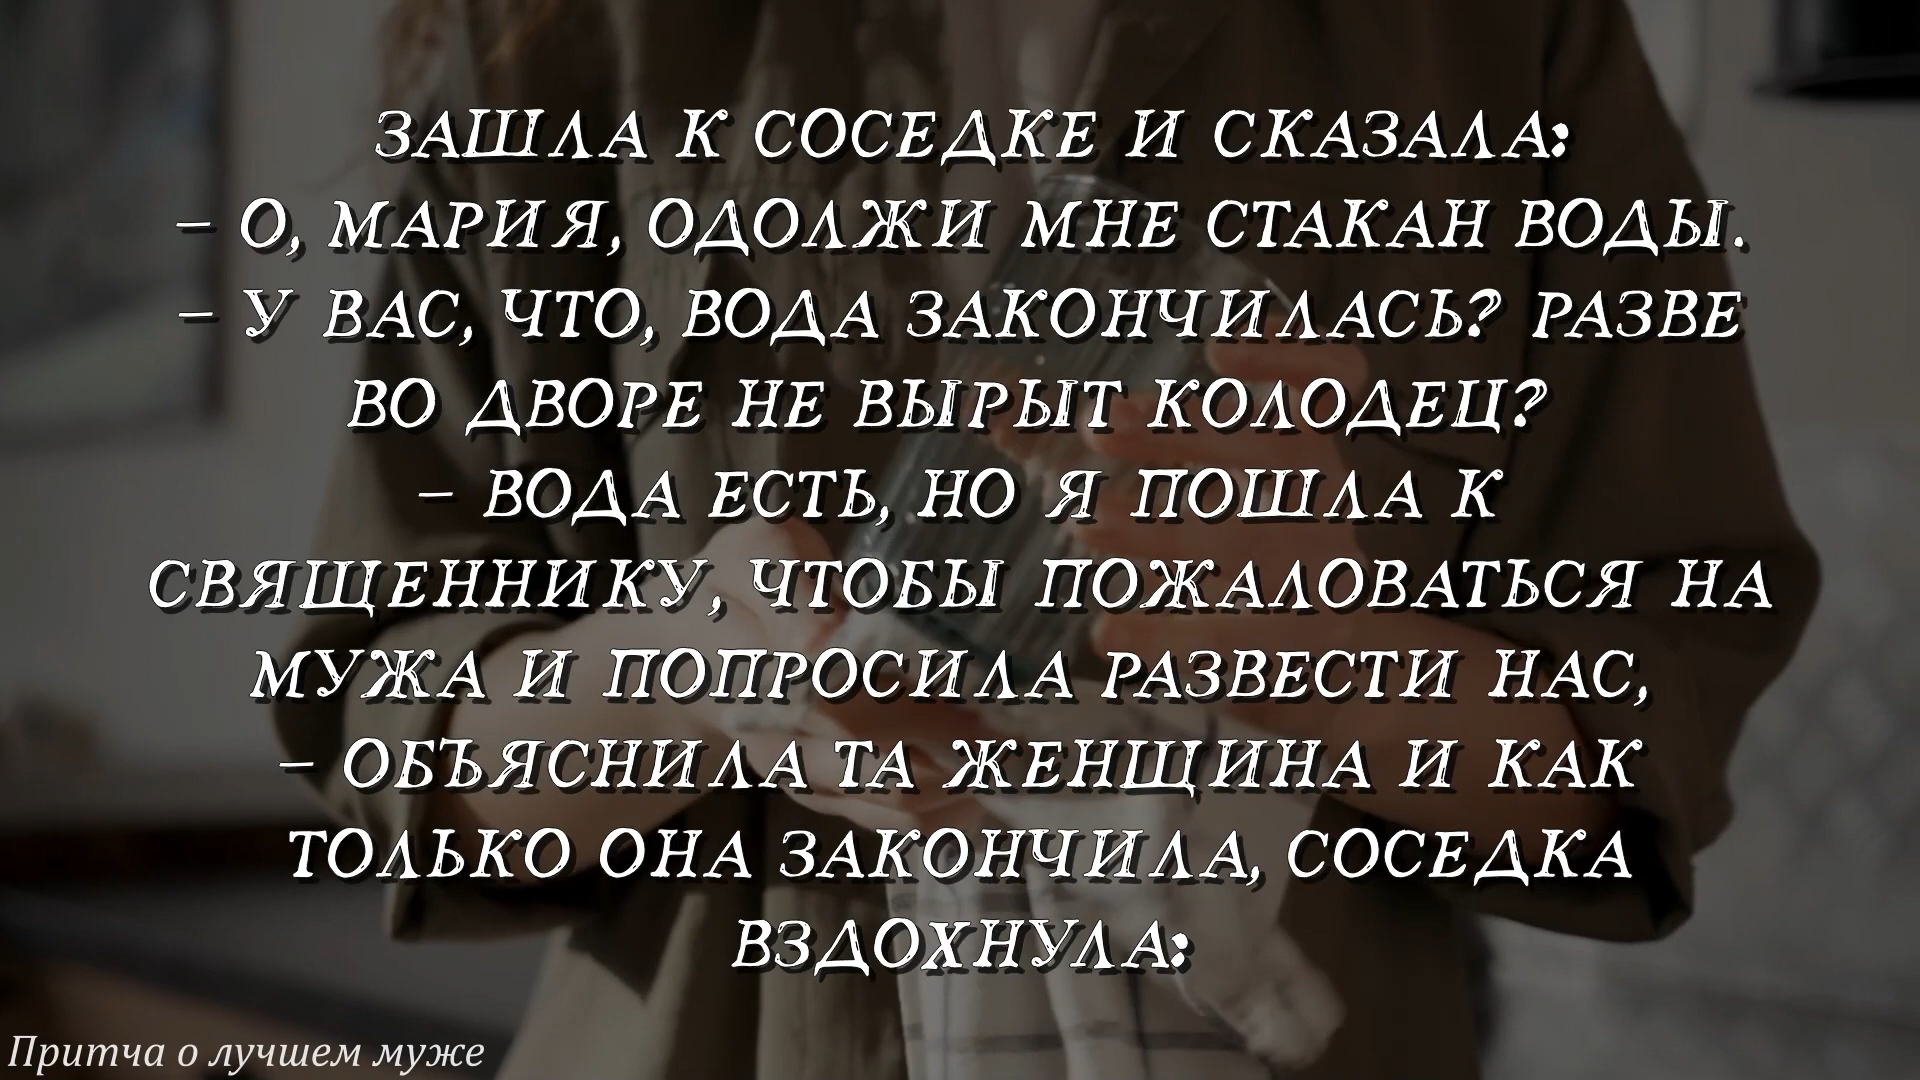 ЗАШЛА К СОСЕДКЕ И СКАЗАЛА:
– О, МАРИЯ, ОДОЛЖИ МНЕ СТАКАН ВОДЫ.
– У ВАС, ЧТО, ВОДА ЗАКОНЧИЛАСЬ? РАЗВЕ
ВО ДВОРЕ НЕ ВЫРЫТ КОЛОДЕЦ?
– ВОДА ЕСТЬ, НО Я ПОШЛА К
СВЯЩЕННИКУ, ЧТОБЫ ПОЖАЛОВАТЬСЯ НА
МУЖА И ПОПРОСИЛА РАЗВЕСТИ НАС,
– ОБЪЯСНИЛА ТА ЖЕНЩИНА И КАК
ТОЛЬКО ОНА ЗАКОНЧИЛА, СОСЕДКА
ВЗДОХНУЛА:
Притча о лучшем муже